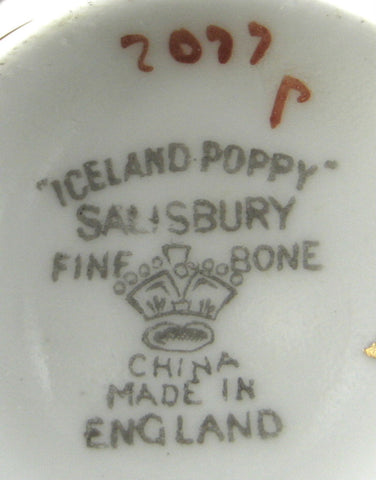 2077
P
"ICELAND POPPY"
SALISBURY
FINE BONE
CHINA
MADE IN
ENGLAND